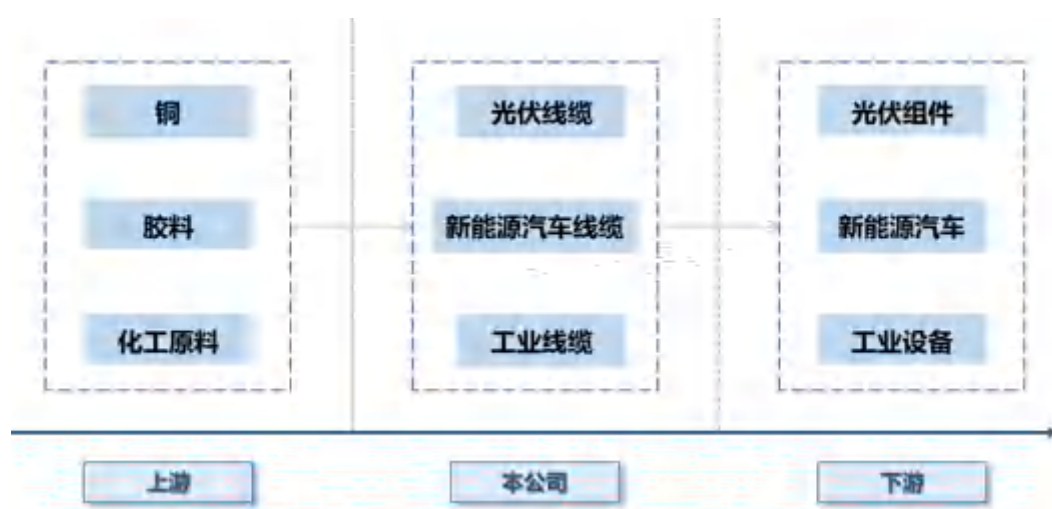 铜
光伏线缆
光伏组件
胶料
新能源汽车线缆
新能源汽车
化工原料
工业线缆
工业设备
上游
本公司
下游